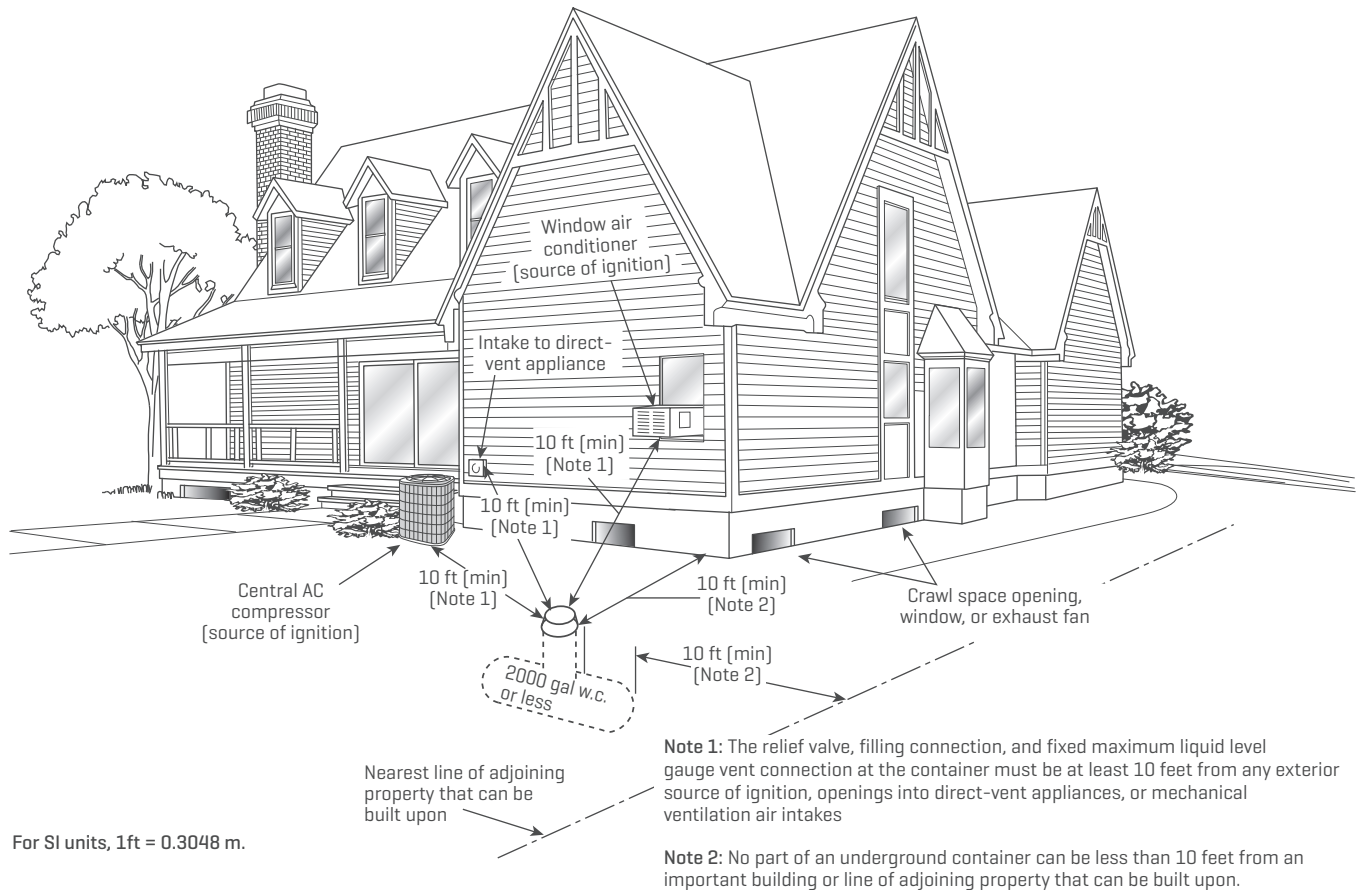 Window air
conditioner
(source of ignition)
Intake to direct-
vent appliance
10 ft (min)
(Note 1)
10 ft (min)
(Note 1)
10 ft (min)
(Note 1)
10 ft (min)
(Note 2)
Central AC
compressor
(source of ignition)
Crawl space opening,
window, or exhaust fan
10 ft (min)
(Note 2)
2000 gal w.c.
or less
Nearest line of adjoining
property that can be
built upon
Note 1: The relief valve, filling connection, and fixed maximum liquid level
gauge vent connection at the container must be at least 10 feet from any exterior
source of ignition, openings into direct-vent appliances, or mechanical
ventilation air intakes
For SI units, 1ft = 0.3048 m.
Note 2: No part of an underground container can be less than 10 feet from an
important building or line of adjoining property that can be built upon.